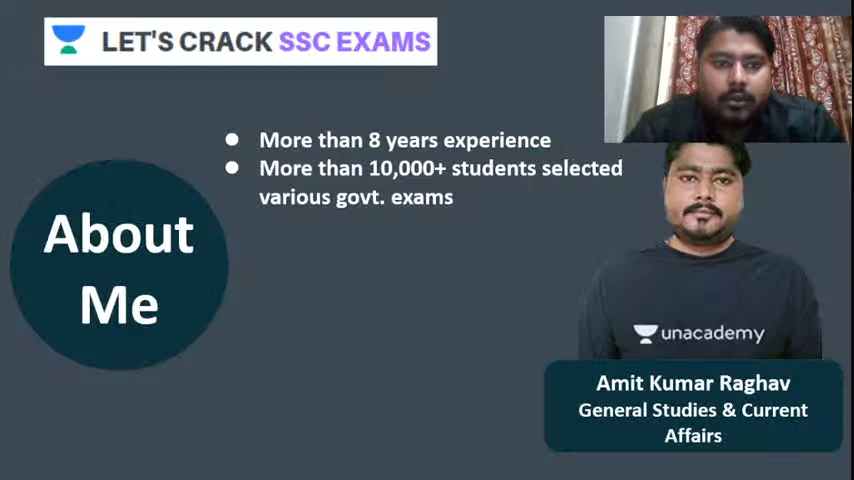 LET'S CRACK SSC EXAMS
• More than 8 years experience
• More than 10,000+ students selected
various govt. exams
About
Me
unacademy
Amit Kumar Raghav
General Studies & Current
Affairs